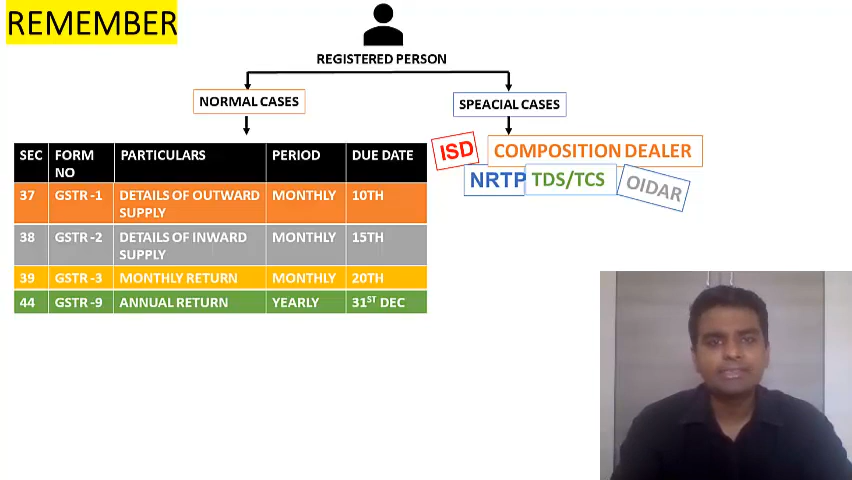 REMEMBER
REGISTERED PERSON
NORMAL CASES
SPEACIAL CASES
SEC FORM NO PARTICULARS PERIOD DUE DATE
37 GSTR -1 DETAILS OF OUTWARD SUPPLY MONTHLY 10TH
38 GSTR -2 DETAILS OF INWARD SUPPLY MONTHLY 15TH
39 GSTR -3 MONTHLY RETURN MONTHLY 20TH
44 GSTR -9 ANNUAL RETURN YEARLY 31ST DEC
ISD
COMPOSITION DEALER
NRTP
TDS/TCS
OIDAR